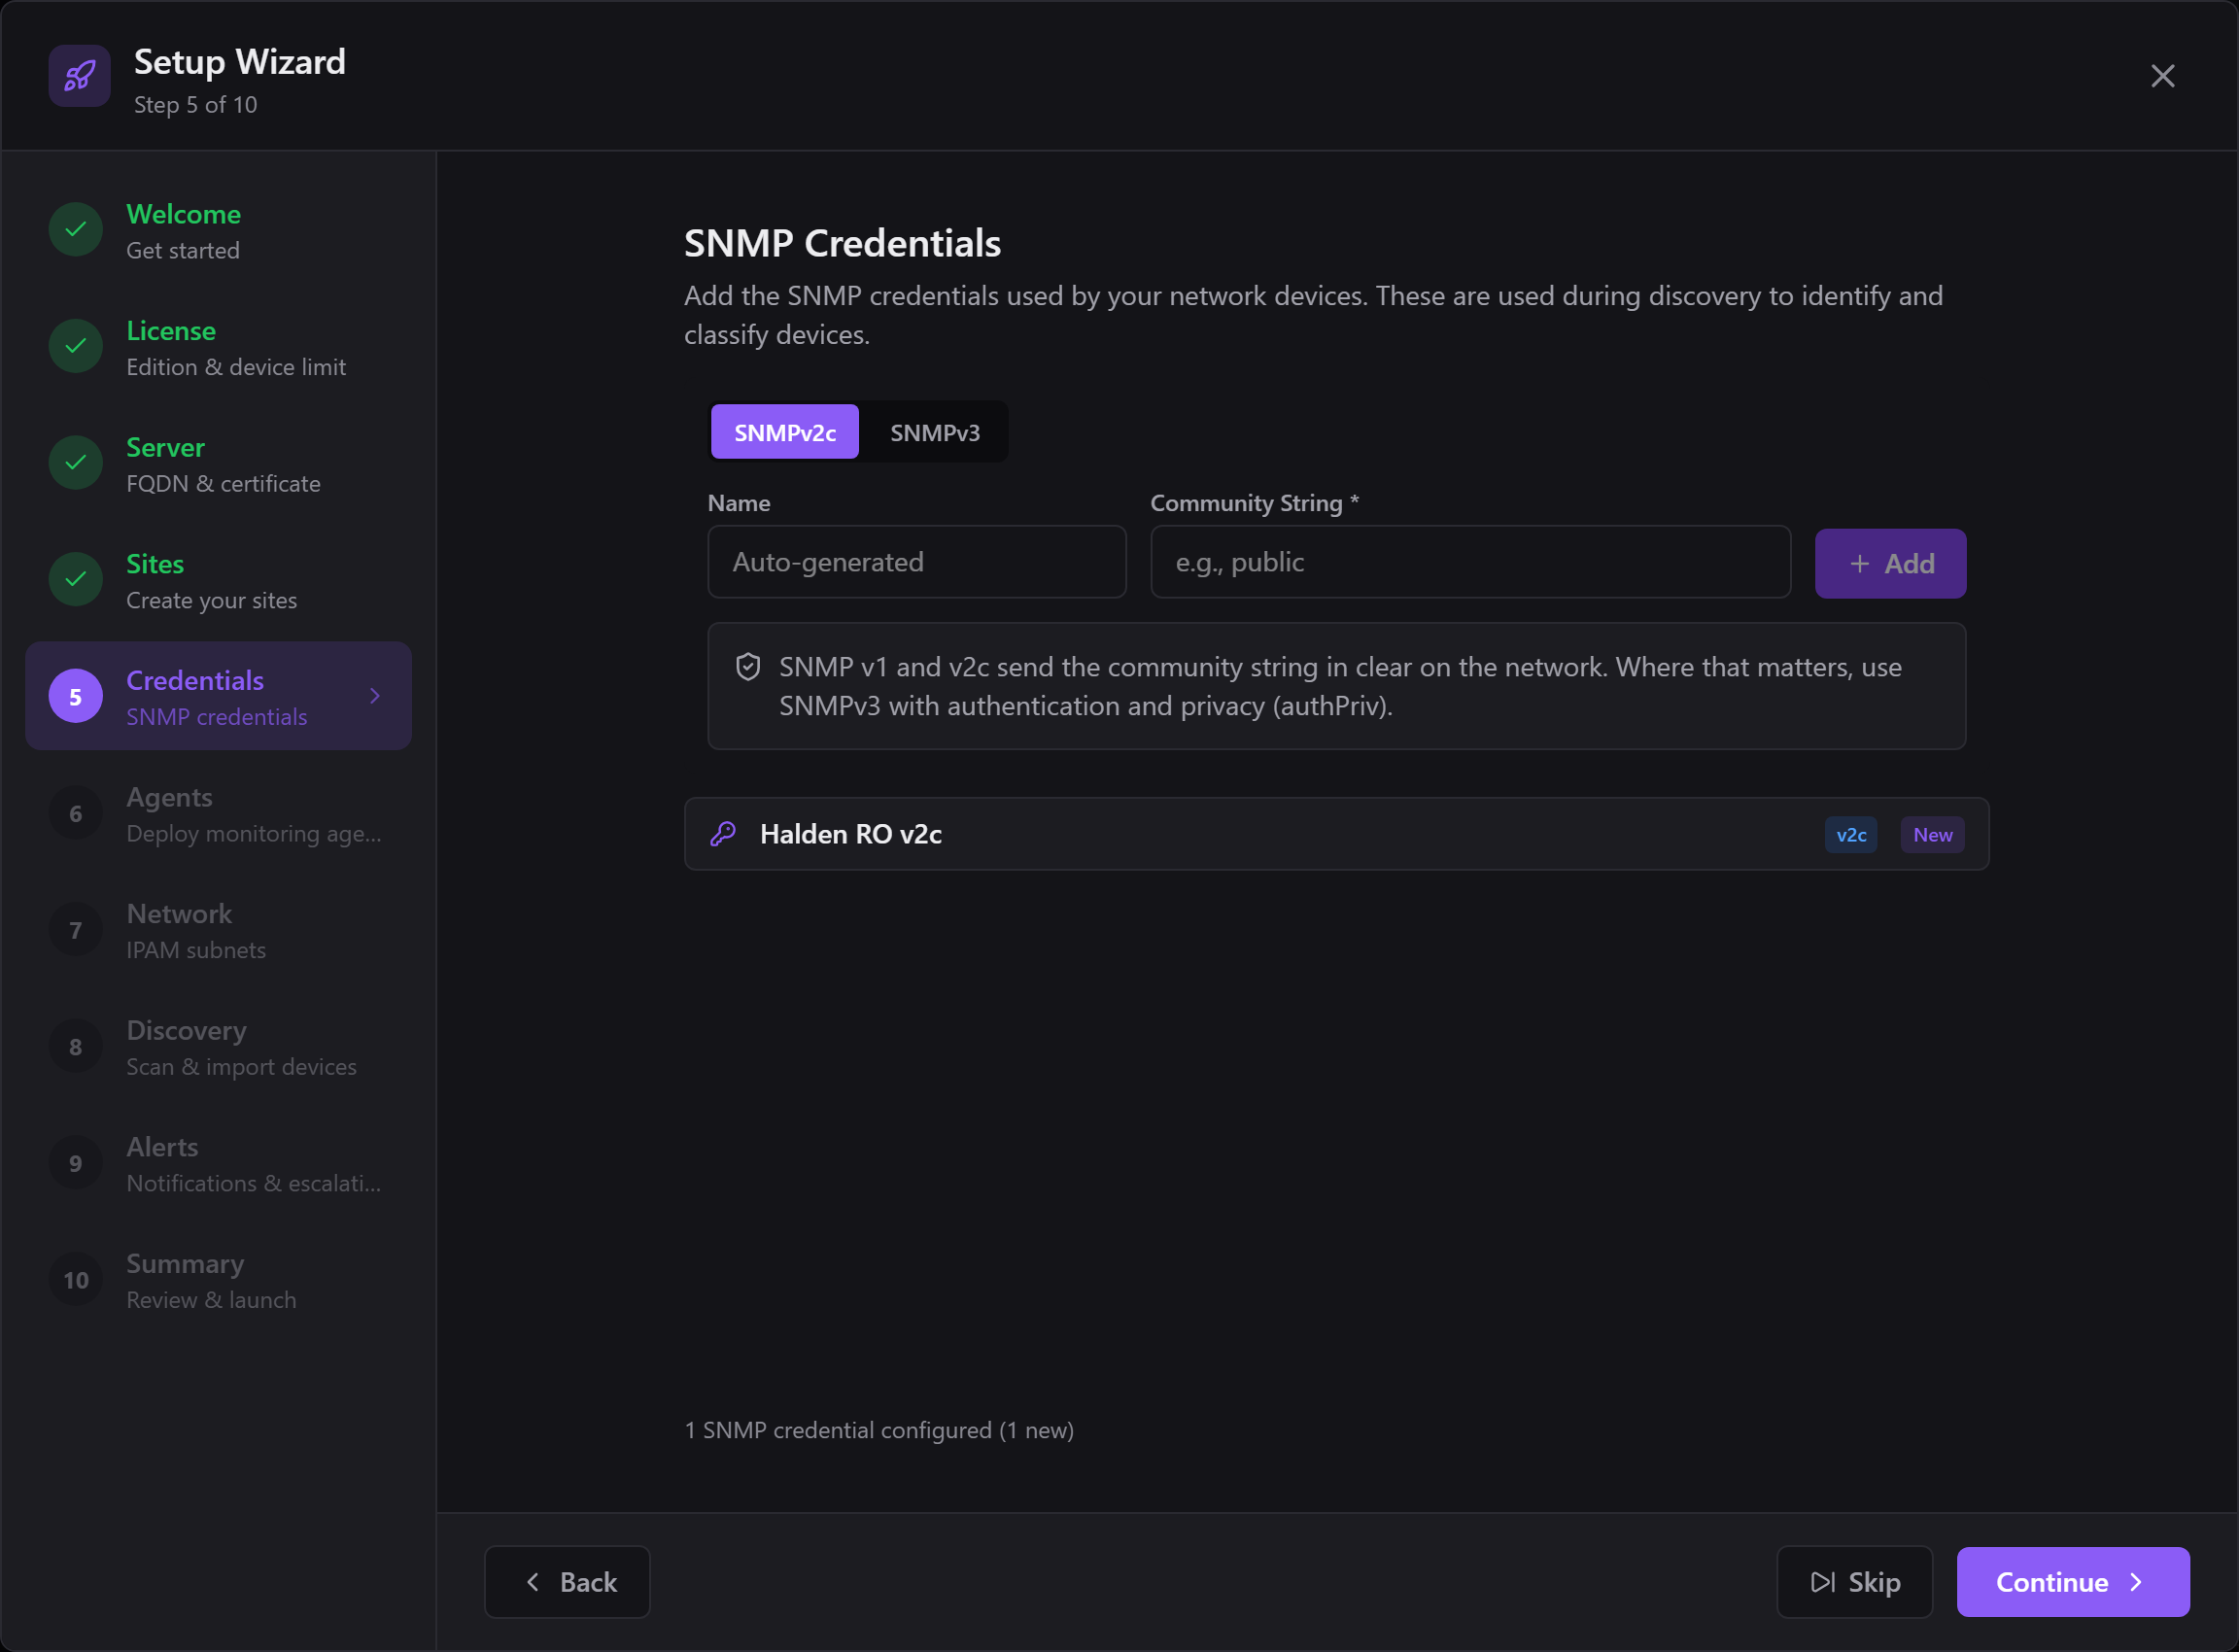 Setup Wizard
Step 5 of 10
Welcome
Get started
License
Edition & device limit
Server
FQDN & certificate
Sites
Create your sites
5
Credentials
SNMP credentials
6
Agents
Deploy monitoring age...
7
Network
IPAM subnets
8
Discovery
Scan & import devices
9
Alerts
Notifications & escalati...
10
Summary
Review & launch
SNMP Credentials
Add the SNMP credentials used by your network devices. These are used during discovery to identify and
classify devices.
SNMPv2c SNMPv3
Name
Auto-generated
Community String *
e.g., public
+ Add
SNMP v1 and v2c send the community string in clear on the network. Where that matters, use
SNMPv3 with authentication and privacy (authPriv).
Halden RO v2c
v2c
New
1 SNMP credential configured (1 new)
Back
Skip
Continue